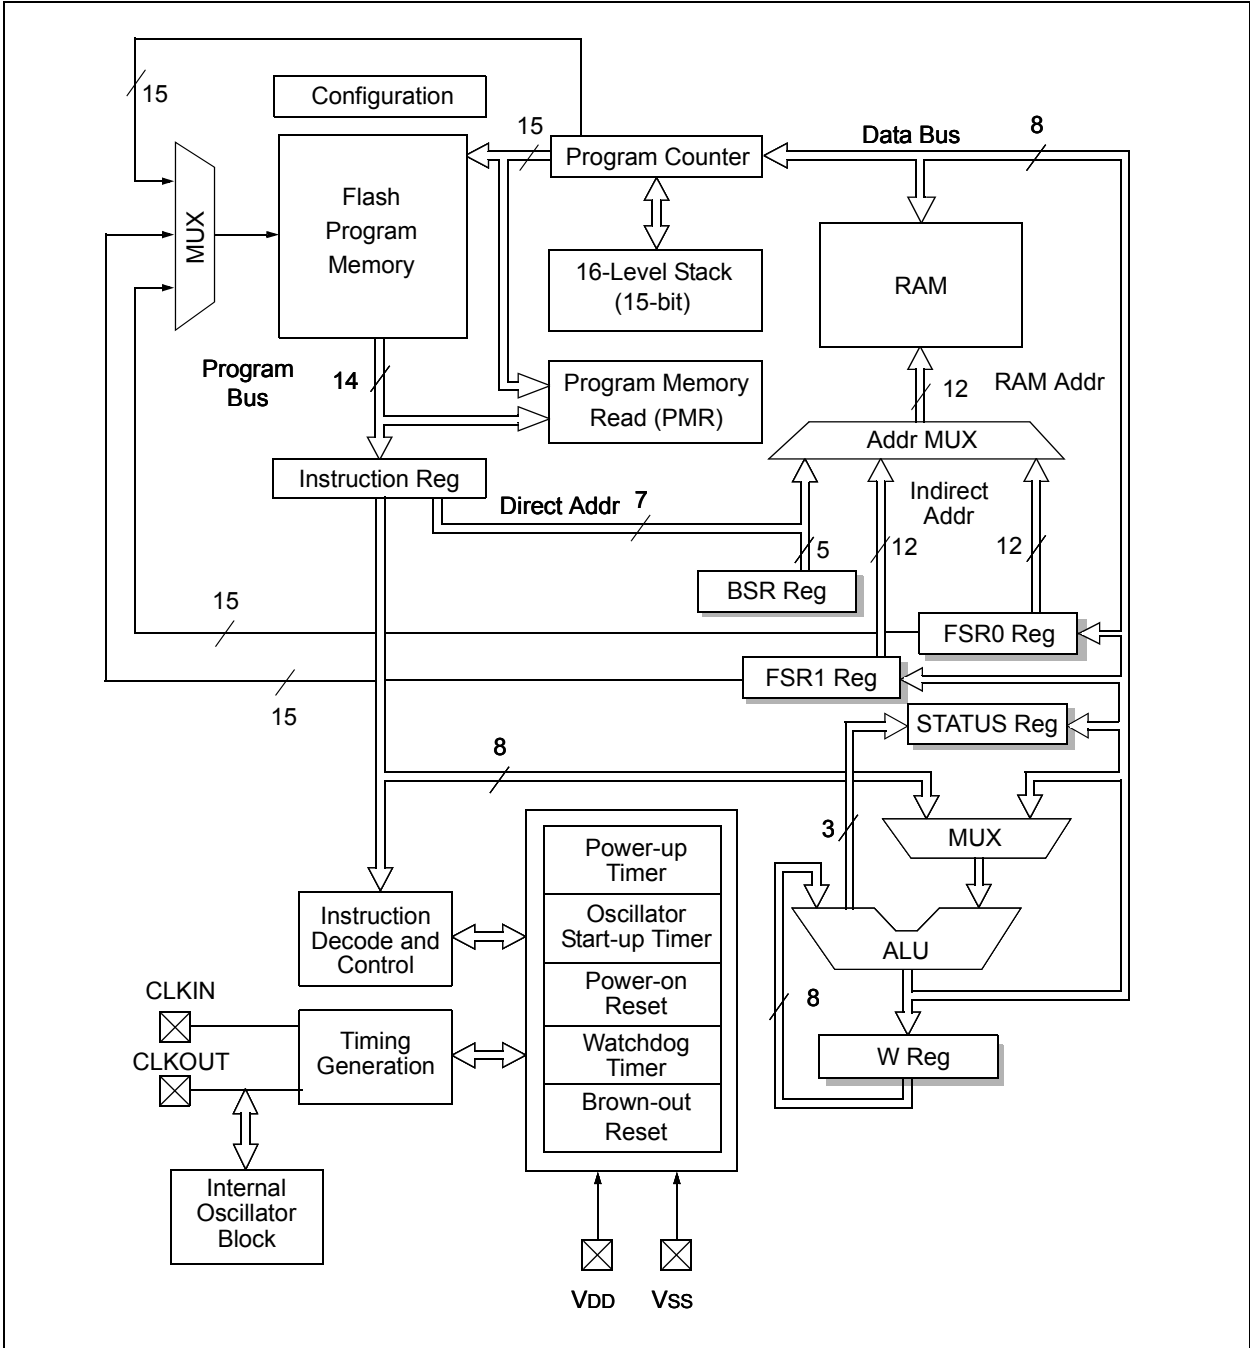 15
Configuration
15
Program Counter
Data Bus
8
Flash
Program
Memory
MUX
16-Level Stack
(15-bit)
RAM
Program
Bus
14
Program Memory
Read (PMR)
12
RAM Addr
Addr MUX
Instruction Reg
Direct Addr
7
Indirect
Addr
5
12
12
BSR Reg
15
FSR0 Reg
FSR1 Reg
15
STATUS Reg
8
3
MUX
Power-up
Timer
Instruction
Decode and
Control
Oscillator
Start-up Timer
ALU
CLKIN
Power-on
Reset
8
Timing
Generation
CLKOUT
Watchdog
Timer
W Reg
Brown-out
Reset
Internal
Oscillator
Block
VDD
VSS